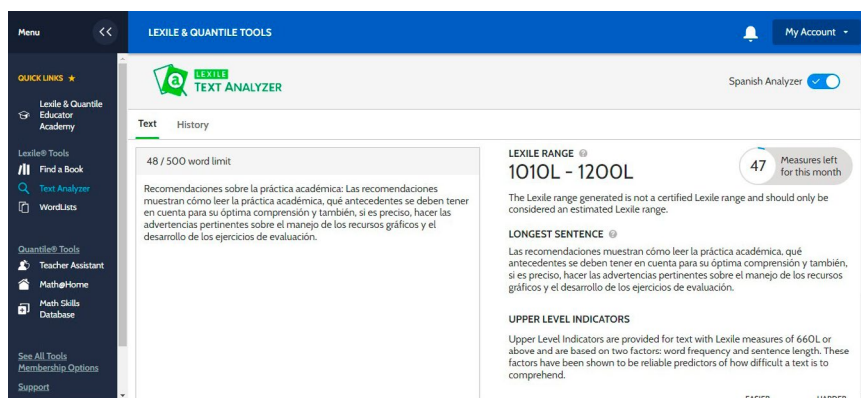 Menu
<<
LEXILE & QUANTILE TOOLS
My Account
QUICK LINKS ★
Lexile & Quantile
Educator
Academy
Lexile® Tools
Find a Book
Text Analyzer
WordLists
Quantile® Tools
Teacher Assistant
Math@Home
Math Skills
Database
See All Tools
Membership Options
Support
a
LEXILE
TEXT ANALYZER
Spanish Analyzer
Text
History
48 / 500 word limit
Recomendaciones sobre la práctica académica: Las recomendaciones
muestran cómo leer la práctica académica, qué antecedentes se deben tener
en cuenta para su óptima comprensión y también, si es preciso, hacer las
advertencias pertinentes sobre el manejo de los recursos gráficos y el
desarrollo de los ejercicios de evaluación.
LEXILE RANGE ?
1010L - 1200L
47
Measures left
for this month
The Lexile range generated is not a certified Lexile range and should only be
considered an estimated Lexile range.
LONGEST SENTENCE ?
Las recomendaciones muestran cómo leer la práctica académica, qué
antecedentes se deben tener en cuenta para su óptima comprensión y también,
si es preciso, hacer las advertencias pertinentes sobre el manejo de los recursos
gráficos y el desarrollo de los ejercicios de evaluación.
UPPER LEVEL INDICATORS
Upper Level Indicators are provided for text with Lexile measures of 660L or
above and are based on two factors: word frequency and sentence length. These
factors have been shown to be reliable predictors of how difficult a text is to
comprehend.
EASIER HARDER